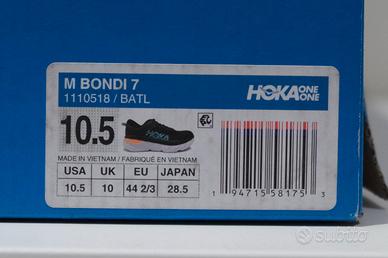 M BONDI 7
1110518 / BATL
HOKA ONE ONE
10.5
HOKA
MADE IN VIETNAM / FABRIQUÉ EN VIETNAM
USA UK EU JAPAN
10.5 10 44 2/3 28.5
1 94715 58175 3
subito